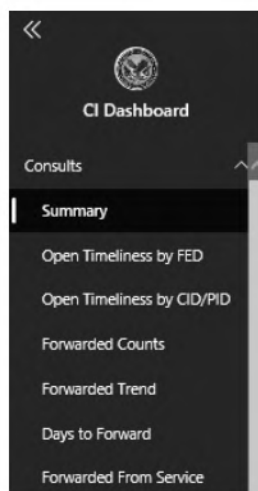 CI Dashboard
Consults
Summary
Open Timeliness by FED
Open Timeliness by CID/PID
Forwarded Counts
Forwarded Trend
Days to Forward
Forwarded From Service